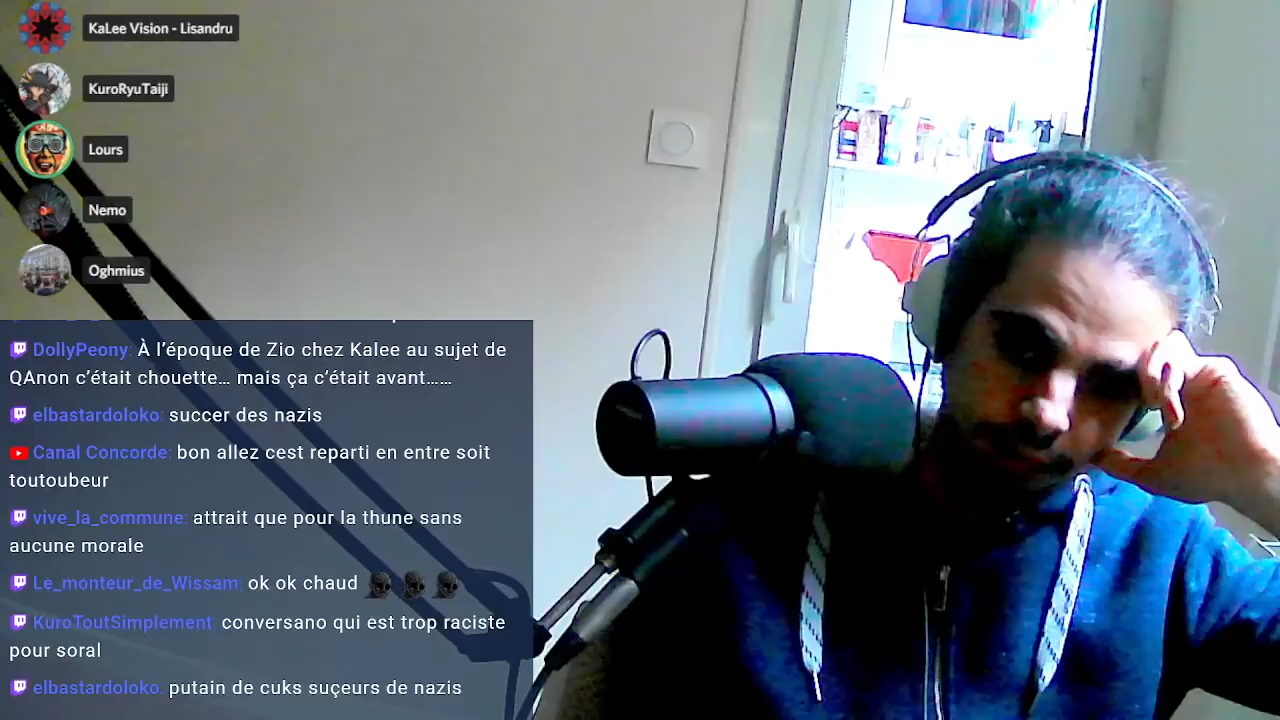 KaLee Vision - Lisandru
KuroRyuTaiji
Lours
Nemo
Oghmius
DollyPeony: À l’époque de Zio chez Kalee au sujet de
QAnon c’était chouette… mais ça c’était avant……
elbastardoloko: succer des nazis
Canal Concorde: bon allez cest reparti en entre soit
toutoubeur
vive_la_commune: attrait que pour la thune sans
aucune morale
Le_monteur_de_Wissam: ok ok chaud
KuroToutSimplement: conversano qui est trop raciste
pour soral
elbastardoloko: putain de cuks suçeurs de nazis